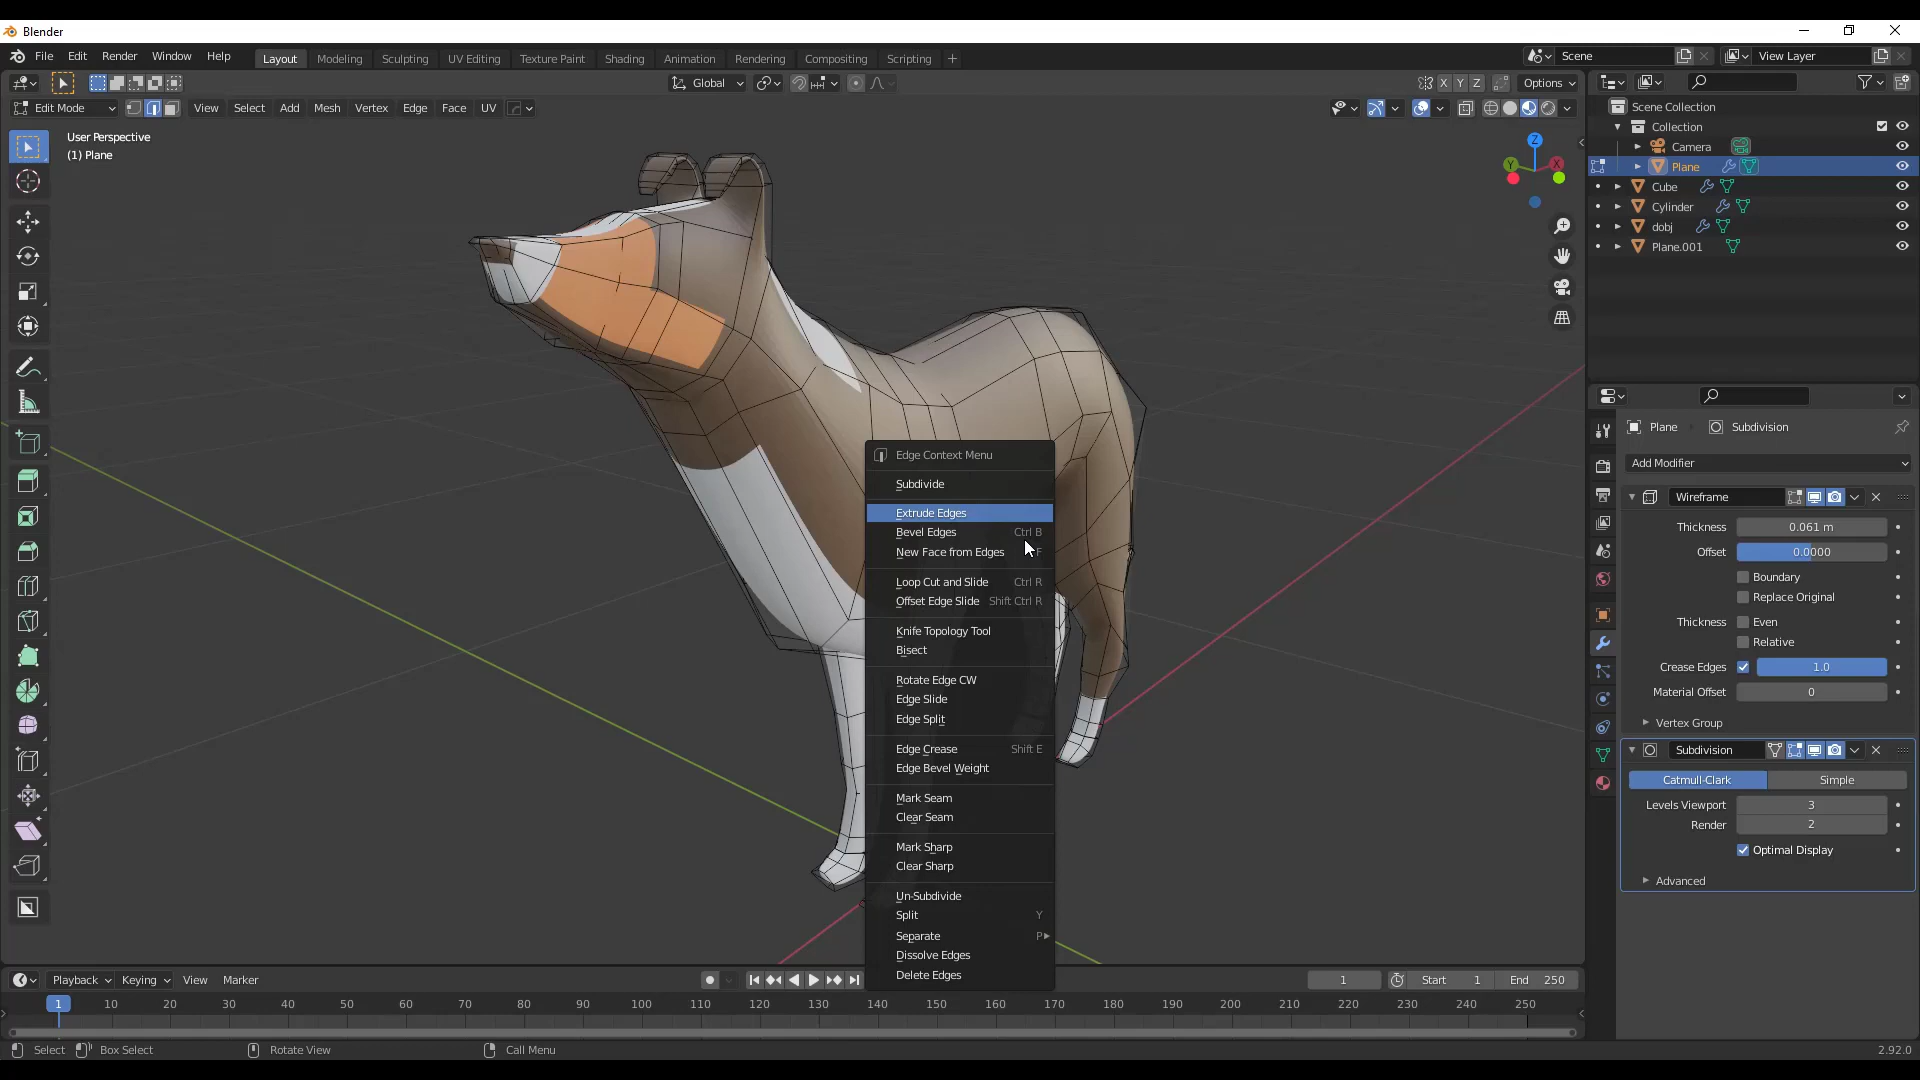 Blender
File Edit Render Window Help Layout Modeling Sculpting UV Editing Texture Paint Shading Animation Rendering Compositing Scripting + Scene View Layer
Global X Y Z Options
Edit Mode View Select Add Mesh Vertex Edge Face UV
User Perspective
(1) Plane
Z
Y
X
Edge Context Menu
Subdivide
Extrude Edges
Bevel Edges Ctrl B
New Face from Edges F
Loop Cut and Slide Ctrl R
Offset Edge Slide Shift Ctrl R
Knife Topology Tool
Bisect
Rotate Edge CW
Edge Slide
Edge Split
Edge Crease Shift E
Edge Bevel Weight
Mark Seam
Clear Seam
Mark Sharp
Clear Sharp
Un-Subdivide
Split Y
Separate P
Dissolve Edges
Delete Edges
Scene Collection
Collection
Camera
Plane
Cube
Cylinder
dobj
Plane.001
Plane Subdivision
Add Modifier
Wireframe
Thickness 0.061 m
Offset 0.0000
Boundary
Replace Original
Thickness Even
Relative
Crease Edges 1.0
Material Offset 0
Vertex Group
Subdivision
Catmull-Clark Simple
Levels Viewport 3
Render 2
Optimal Display
Advanced
Playback Keying View Marker 1 Start 1 End 250
1 10 20 30 40 50 60 70 80 90 100 110 120 130 140 150 160 170 180 190 200 210 220 230 240 250
Select Box Select Rotate View Call Menu 2.92.0